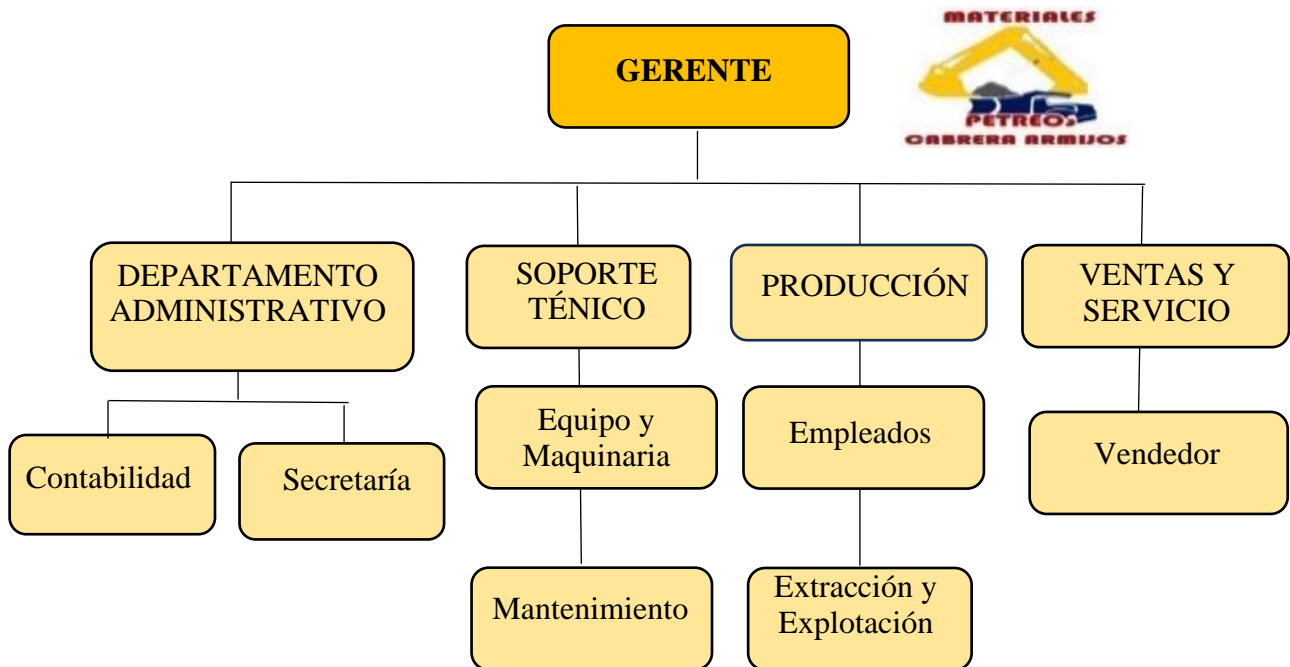 MATERIALES
PETREOS
CABRERA ARMIJOS
GERENTE
DEPARTAMENTO
ADMINISTRATIVO
SOPORTE
TÉNICO
PRODUCCIÓN
VENTAS Y
SERVICIO
Contabilidad
Secretaría
Equipo y
Maquinaria
Empleados
Vendedor
Mantenimiento
Extracción y
Explotación